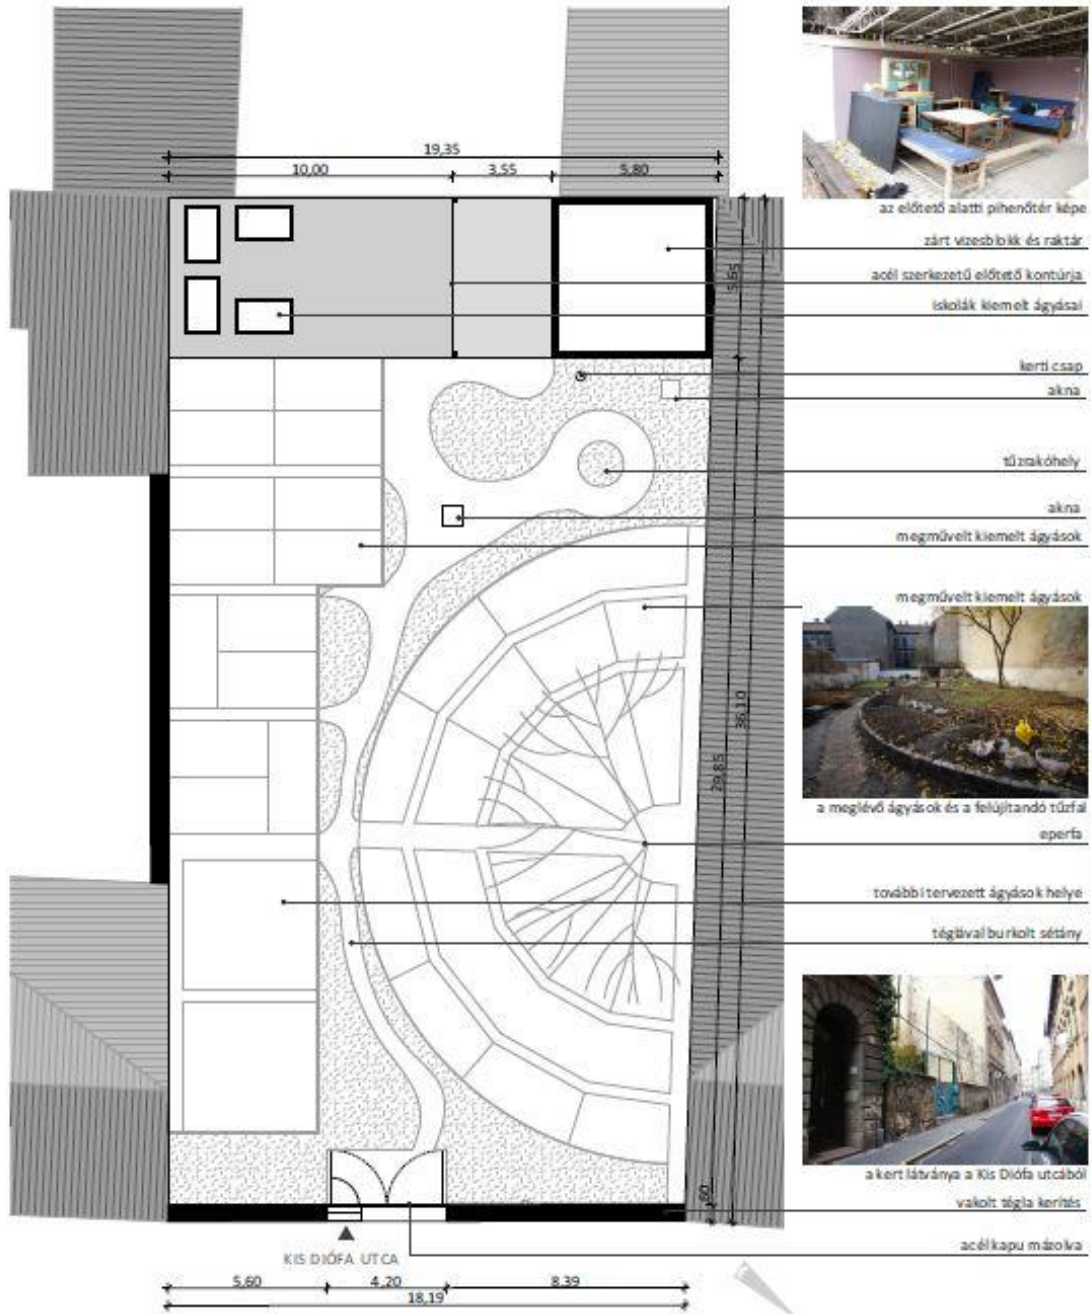 19,35
10,00
3,55
5,80
az előtető alatti pihenőtér képe
zárt vizesblokk és raktár
acél szerkezetű előtető kontúrja
iskolák kiemelt ágyásai
5,65
kerti csap
akna
tűzrakóhely
akna
megművelt kiemelt ágyások
megművelt kiemelt ágyások
36,10
29,85
a meglévő ágyások és a felújítandó tűzfal
eperfa
további tervezett ágyások helye
téglával burkolt sétány
a kert látványa a Kis Diófa utcából
,60
vakolt tégla kerítés
acél kapu mázolva
KIS DIÓFA UTCA
5,60
4,20
8,39
18,19